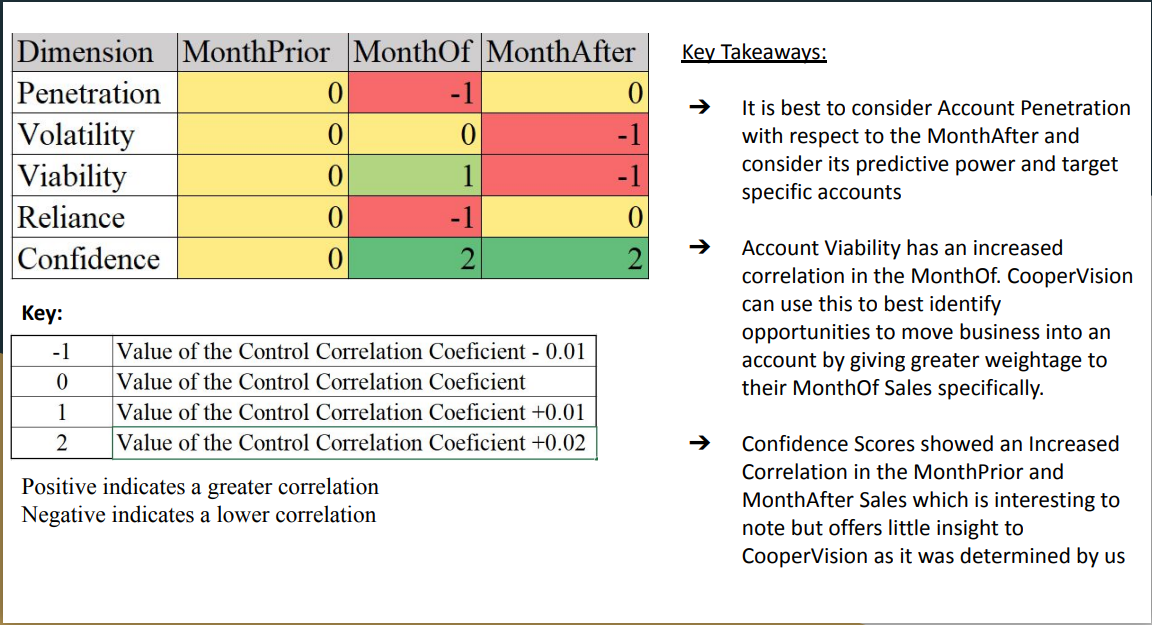 Dimension MonthPrior MonthOf MonthAfter
Penetration 0 -1 0
Volatility 0 0 -1
Viability 0 1 -1
Reliance 0 -1 0
Confidence 0 2 2
Key:
-1 Value of the Control Correlation Coeficient - 0.01
0 Value of the Control Correlation Coeficient
1 Value of the Control Correlation Coeficient +0.01
2 Value of the Control Correlation Coeficient +0.02
Positive indicates a greater correlation
Negative indicates a lower correlation
Key Takeaways:
➔ It is best to consider Account Penetration
with respect to the MonthAfter and
consider its predictive power and target
specific accounts
➔ Account Viability has an increased
correlation in the MonthOf. CooperVision
can use this to best identify
opportunities to move business into an
account by giving greater weightage to
their MonthOf Sales specifically.
➔ Confidence Scores showed an Increased
Correlation in the MonthPrior and
MonthAfter Sales which is interesting to
note but offers little insight to
CooperVision as it was determined by us